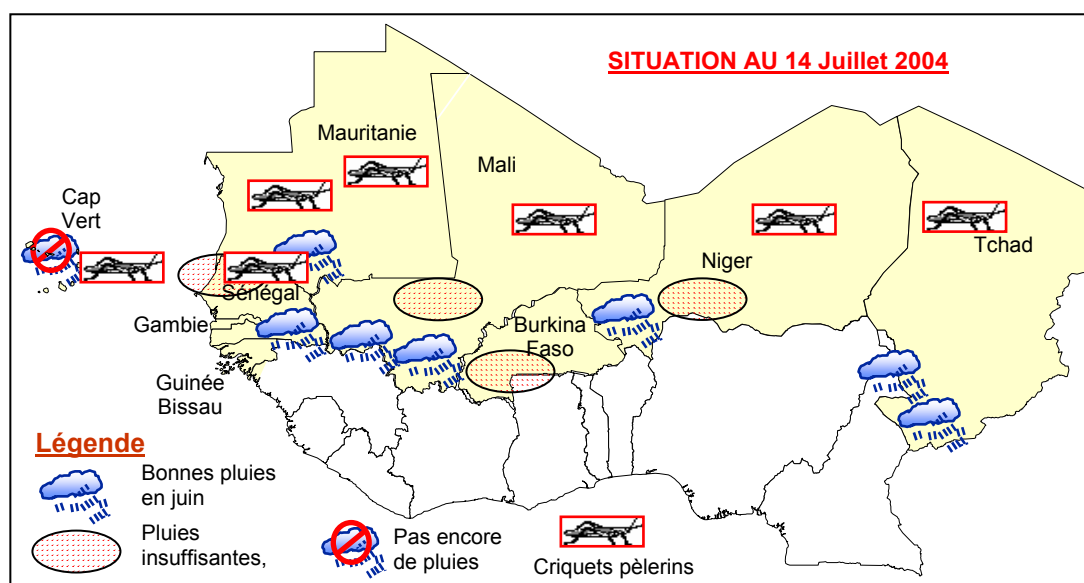 SITUATION AU 14 Juillet 2004
Mauritanie
Mali
Cap
Vert
Tchad
Niger
Sénégal
Gambie
Burkina
Faso
Guinée
Bissau
Légende
Bonnes pluies
en juin
Pluies
insuffisantes,
Pas encore
de pluies
Criquets pèlerins